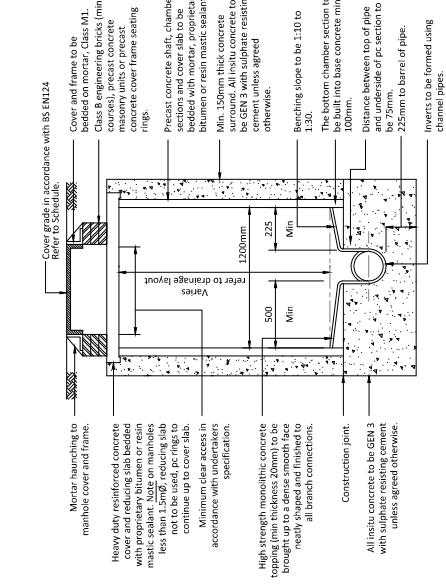 Cover grade in accordance with BS EN124
Refer to Schedule.
Cover and frame to be
bedded on mortar, Class M1.
Class B engineering bricks (min
courses), precast concrete
masonry units or precast
concrete cover frame seating
rings.
Precast concrete shaft, chambe
sections and cover slab to be
bedded with mortar, proprieta
bitumen or resin mastic sealant
Min. 150mm thick concrete
surround. All insitu concrete to
be GEN 3 with sulphate resistin
cement unless agreed
otherwise.
Benching slope to be 1:10 to
1:30.
The bottom chamber section to
be built into base concrete min
100mm.
Distance between top of pipe
and underside of pc section to
be 75mm.
225mm to barrel of pipe.
Inverts to be formed using
channel pipes.
Varies
refer to drainage layout
1200mm
225
Min
500
Min
Mortar haunching to
manhole cover and frame.
Heavy duty resinforced concrete
cover and reducing slab bedded
with proprietary bitumen or resin
mastic sealant. Note on manholes
less than 1.5mØ, reducing slab
not to be used, pc rings to
continue up to cover slab.
Minimum clear access in
accordance with undertakers
specification.
High strength monolithic concrete
topping (min thickness 20mm) to be
brought up to a dense smooth face
neatly shaped and finished to
all branch connections.
Construction joint.
All insitu concrete to be GEN 3
with sulphate resisting cement
unless agreed otherwise.